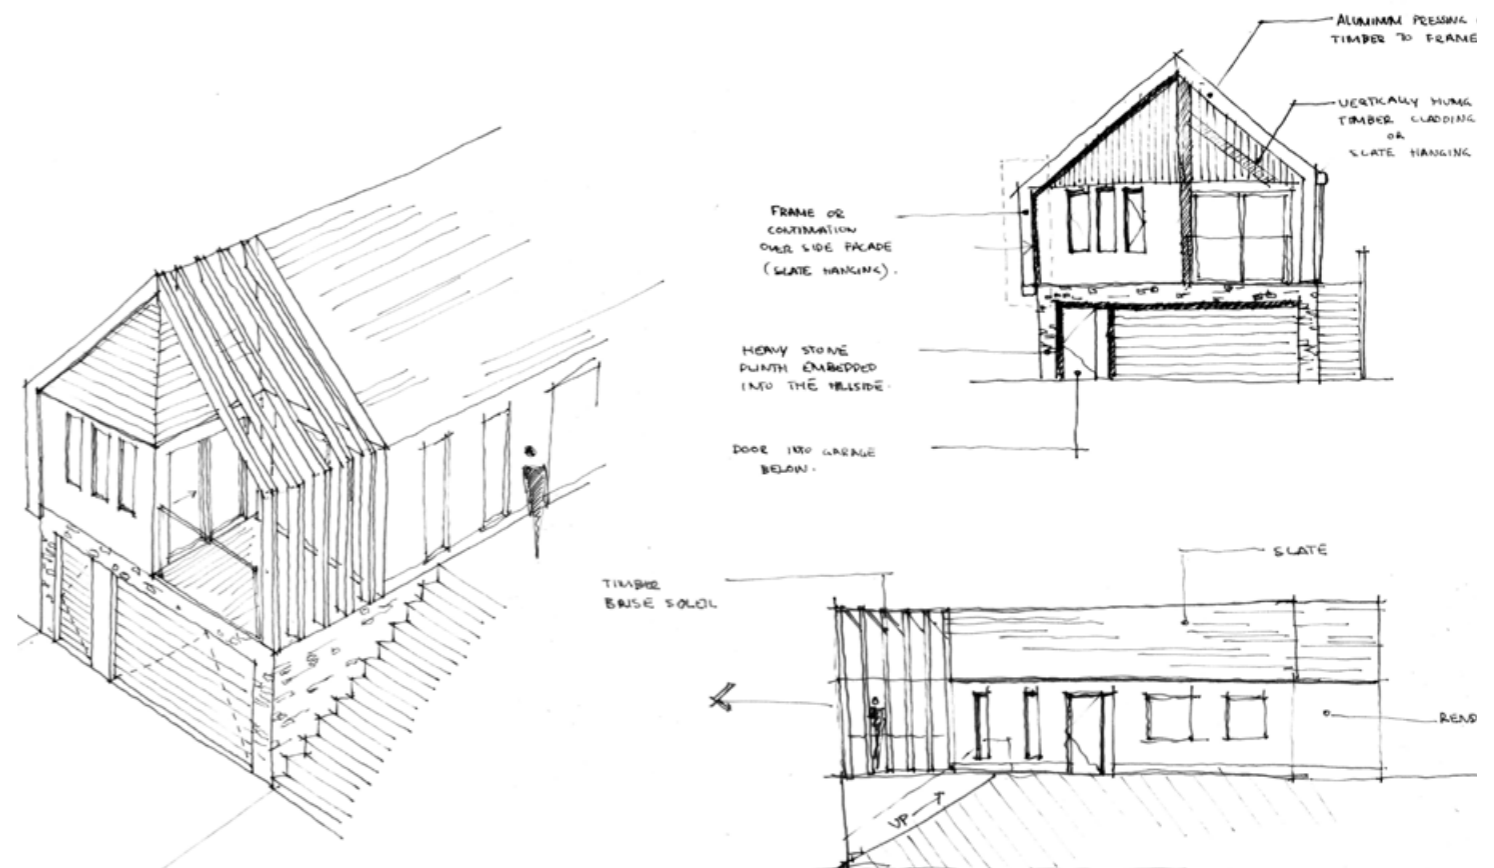 ALUMINUM PRESSING
TIMBER TO FRAME
VERTICALLY HUNG
TIMBER CLADDING
OR
SLATE HANGING
FRAME OR
CONTINUATION
OVER SIDE FACADE
(SLATE HANGING).
HEAVY STONE
PLINTH EMBEDDED
INTO THE HILLSIDE.
DOOR INTO GARAGE
BELOW.
SLATE
TIMBER
BRISE SOLEIL
REND
UP